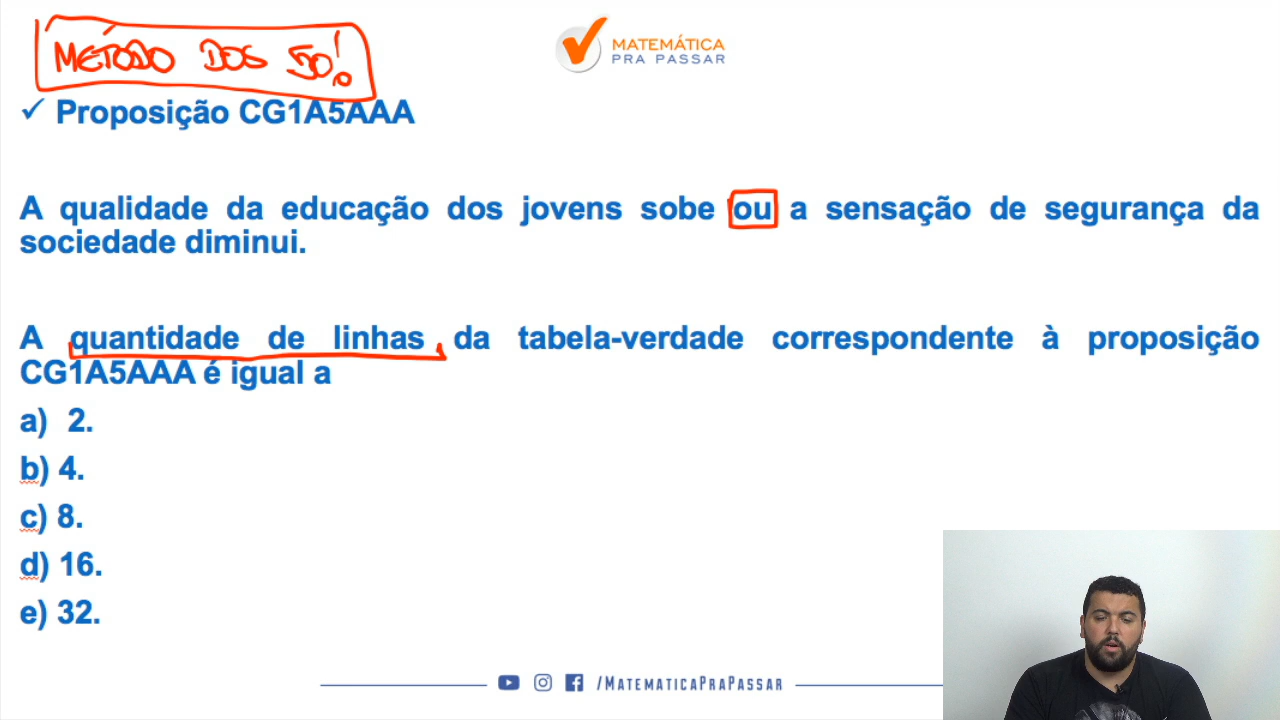 MÉTODO DOS 50!
MATEMÁTICA
PRA PASSAR
✓ Proposição CG1A5AAA
A qualidade da educação dos jovens sobe ou a sensação de segurança da
sociedade diminui.
A quantidade de linhas da tabela-verdade correspondente à proposição
CG1A5AAA é igual a
a) 2.
b) 4.
c) 8.
d) 16.
e) 32.
/MATEMATICAPRAPASSAR